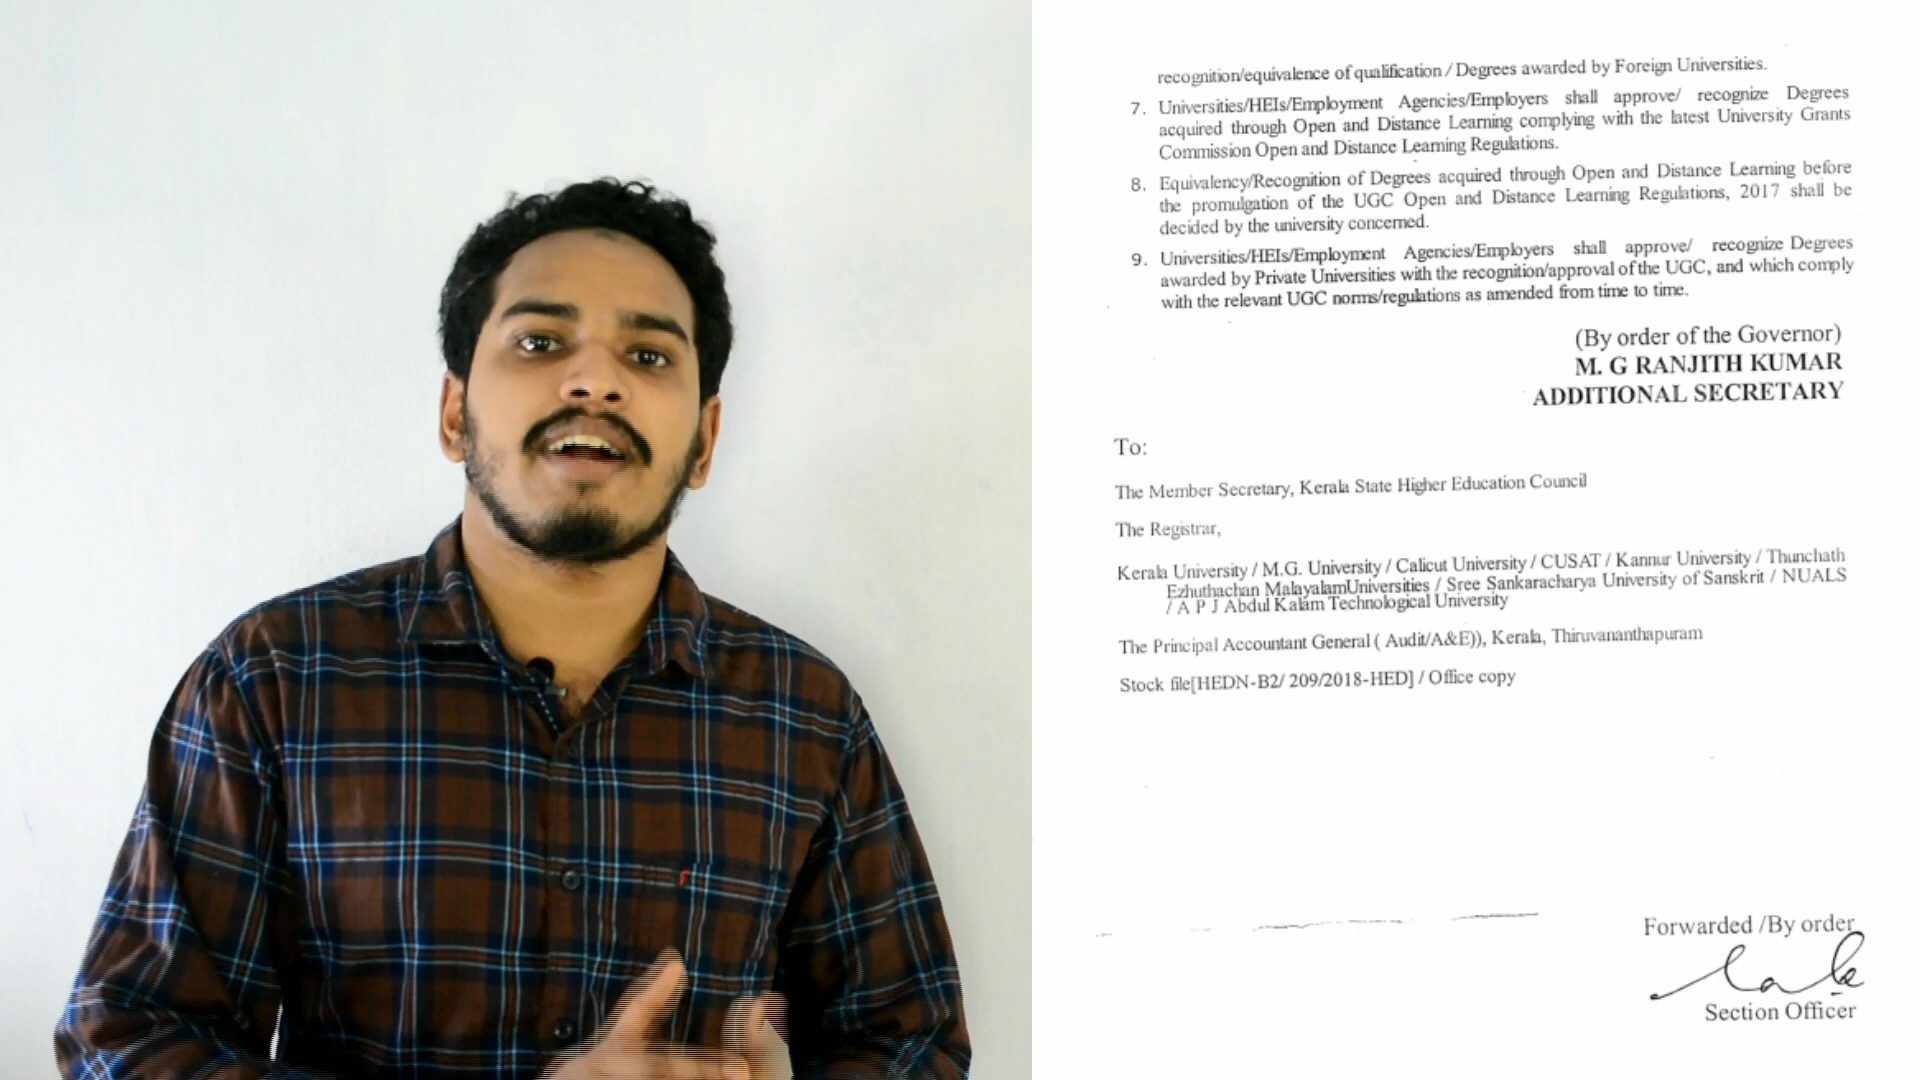 recognition/equivalence of qualification / Degrees awarded by Foreign Universities.
7. Universities/HEIs/Employment Agencies/Employers shall approve/ recognize Degrees
acquired through Open and Distance Learning complying with the latest University Grants
Commission Open and Distance Learning Regulations.
8. Equivalency/Recognition of Degrees acquired through Open and Distance Learning before
the promulgation of the UGC Open and Distance Learning Regulations, 2017 shall be
decided by the university concerned.
9. Universities/HEIs/Employment Agencies/Employers shall approve/ recognize Degrees
awarded by Private Universities with the recognition/approval of the UGC, and which comply
with the relevant UGC norms/regulations as amended from time to time.
(By order of the Governor)
M. G RANJITH KUMAR
ADDITIONAL SECRETARY
To:
The Member Secretary, Kerala State Higher Education Council
The Registrar,
Kerala University / M.G. University / Calicut University / CUSAT / Kannur University / Thunchath
Ezhuthachan MalayalamUniversities / Sree Sankaracharya University of Sanskrit / NUALS
/ A P J Abdul Kalam Technological University
The Principal Accountant General ( Audit/A&E)), Kerala, Thiruvananthapuram
Stock file[HEDN-B2/ 209/2018-HED] / Office copy
Forwarded /By order
Section Officer